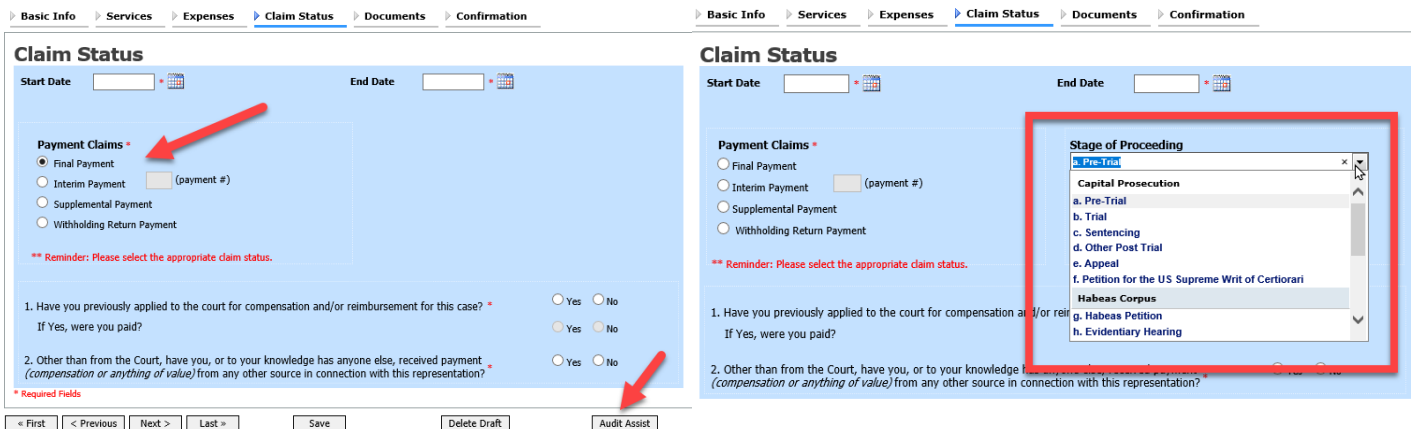 Basic Info Services Expenses Claim Status Documents Confirmation
Claim Status
Start Date * End Date *
Payment Claims *
Final Payment
Interim Payment (payment #)
Supplemental Payment
Withholding Return Payment
** Reminder: Please select the appropriate claim status.
1. Have you previously applied to the court for compensation and/or reimbursement for this case? * Yes No
If Yes, were you paid? Yes No
2. Other than from the Court, have you, or to your knowledge has anyone else, received payment
(compensation or anything of value) from any other source in connection with this representation? * Yes No
* Required Fields
« First < Previous Next > Last » Save Delete Draft Audit Assist
Basic Info Services Expenses Claim Status Documents Confirmation
Claim Status
Start Date * End Date *
Payment Claims *
Final Payment
Interim Payment (payment #)
Supplemental Payment
Withholding Return Payment
** Reminder: Please select the appropriate claim status.
Stage of Proceeding
a. Pre-Trial ×
Capital Prosecution
a. Pre-Trial
b. Trial
c. Sentencing
d. Other Post Trial
e. Appeal
f. Petition for the US Supreme Writ of Certiorari
Habeas Corpus
g. Habeas Petition
h. Evidentiary Hearing
1. Have you previously applied to the court for compensation and/or rei
If Yes, were you paid?
2. Other than from the Court, have you, or to your knowledge has anyone else, received payment
(compensation or anything of value) from any other source in connection with this representation? * Yes No